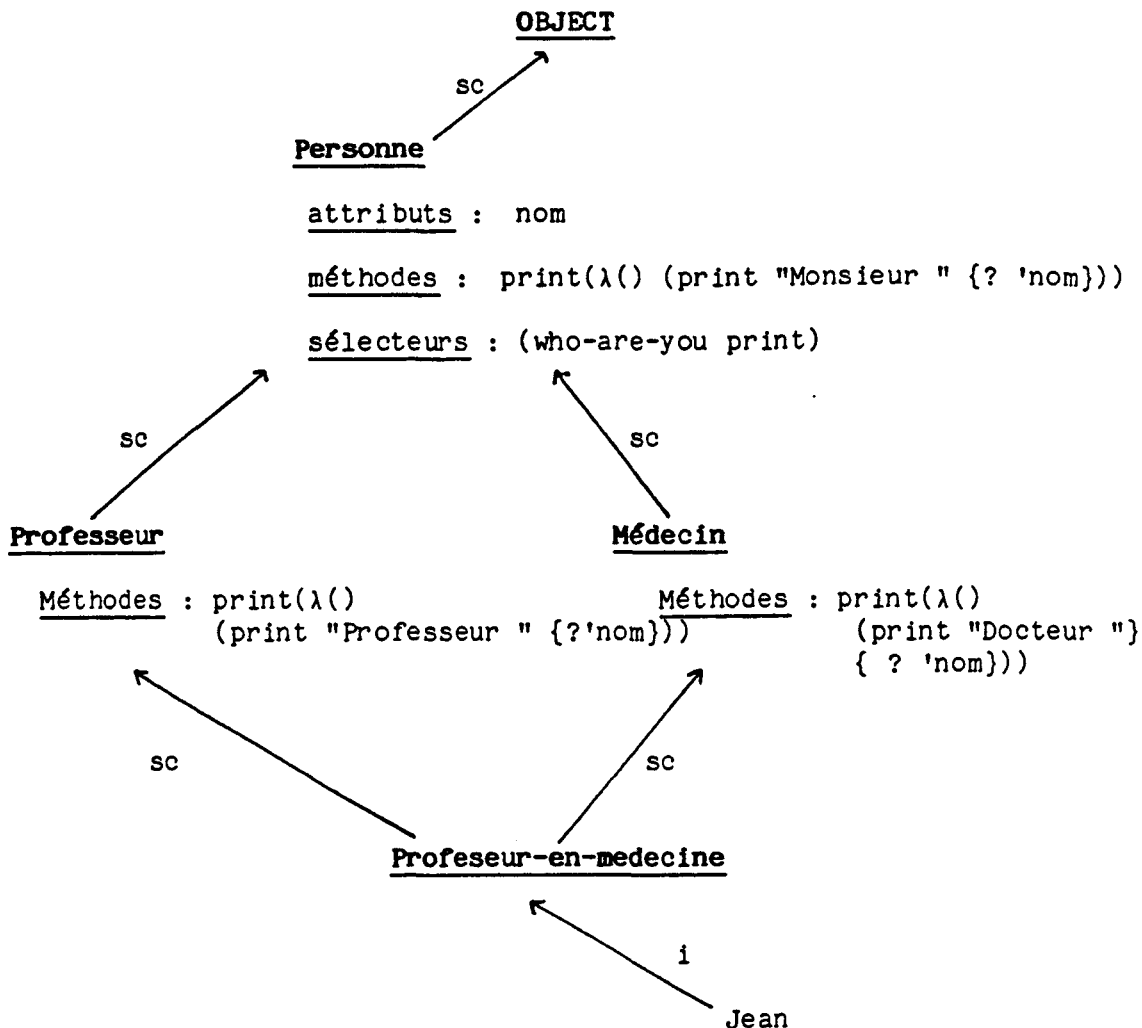 OBJECT
sc
Personne
attributs : nom
méthodes : print(λ() (print "Monsieur " {? 'nom}))
sélecteurs : (who-are-you print)
sc
sc
Professeur
Médecin
Méthodes : print(λ()
(print "Professeur " {?'nom}))
Méthodes : print(λ()
(print "Docteur "}
{ ? 'nom}))
sc
sc
Profeseur-en-medecine
i
Jean